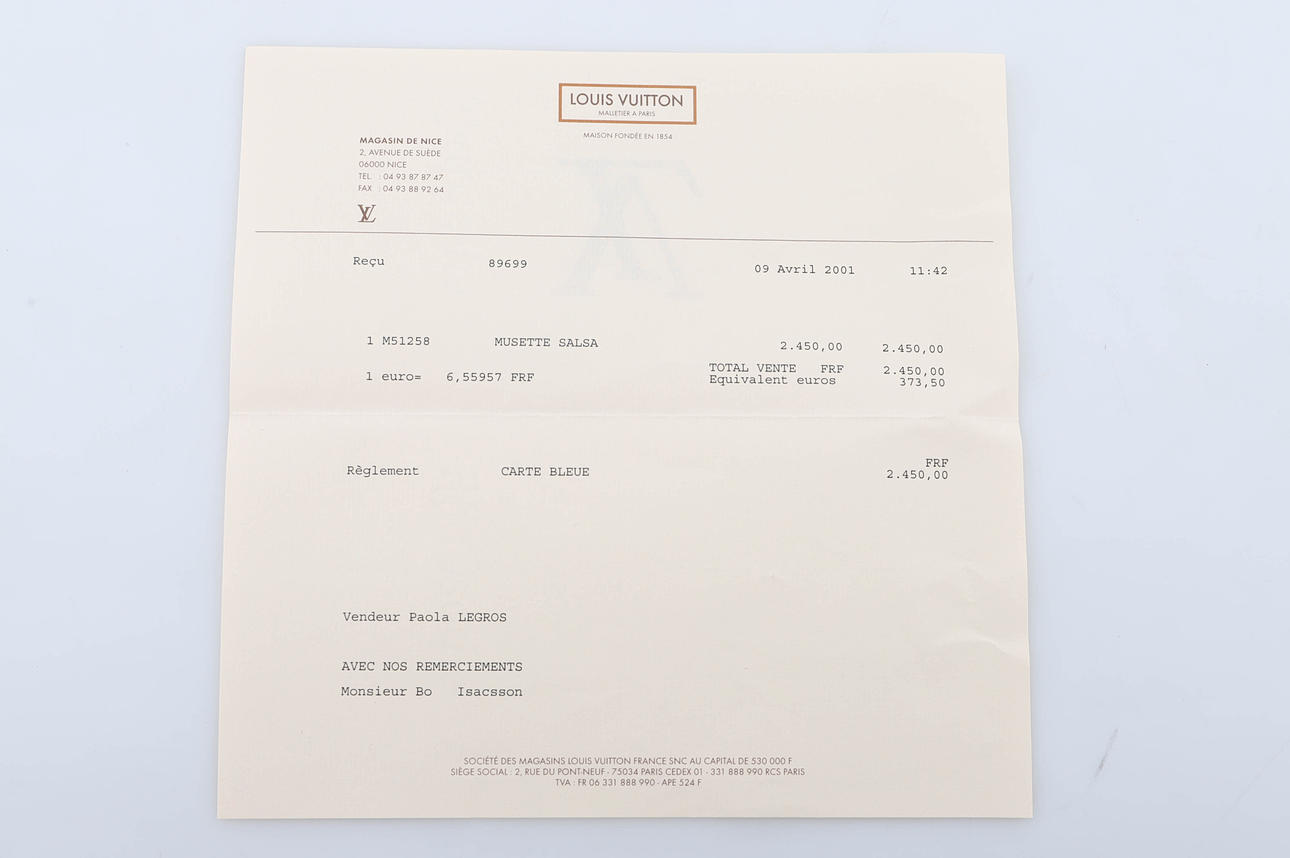 LOUIS VUITTON
MALLETIER A PARIS
MAISON FONDÉE EN 1854
MAGASIN DE NICE
2, AVENUE DE SUÈDE
06000 NICE
TEL : 04 93 87 87 47
FAX : 04 93 88 92 64
LV
Reçu 89699 09 Avril 2001 11:42
1 M51258 MUSETTE SALSA 2.450,00 2.450,00
TOTAL VENTE FRF 2.450,00
1 euro= 6,55957 FRF Equivalent euros 373,50
FRF
Règlement CARTE BLEUE 2.450,00
Vendeur Paola LEGROS
AVEC NOS REMERCIEMENTS
Monsieur Bo Isacsson
SOCIÉTÉ DES MAGASINS LOUIS VUITTON FRANCE SNC AU CAPITAL DE 530 000 F
SIÈGE SOCIAL : 2, RUE DU PONT-NEUF - 75034 PARIS CEDEX 01 - 331 888 990 RCS PARIS
TVA : FR 06 331 888 990 - APE 524 F